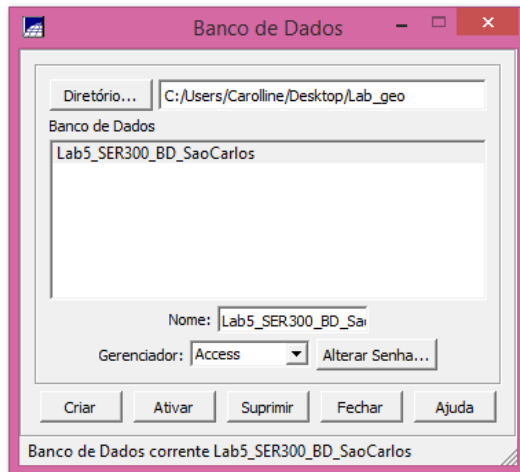 Banco de Dados
Diretório... C:/Users/Carolline/Desktop/Lab_geo
Banco de Dados
Lab5_SER300_BD_SaoCarlos
Nome: Lab5_SER300_BD_Sa
Gerenciador: Access Alterar Senha...
Criar Ativar Suprimir Fechar Ajuda
Banco de Dados corrente Lab5_SER300_BD_SaoCarlos